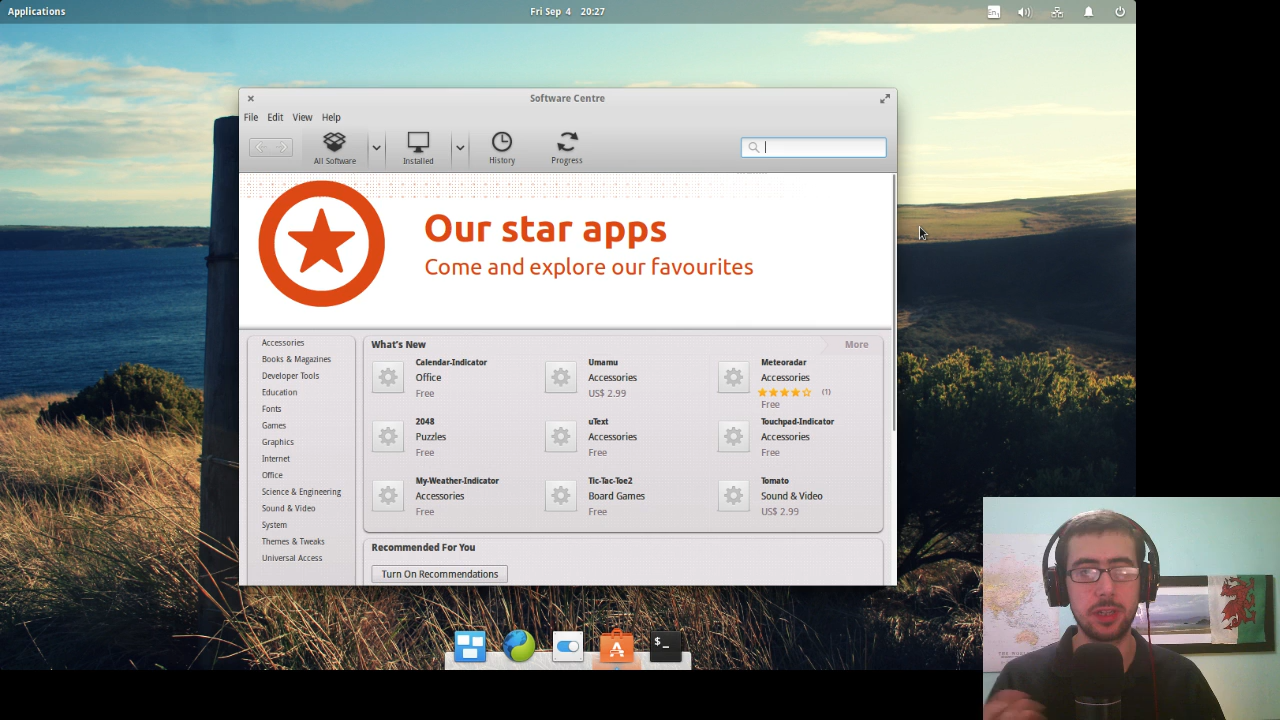 Applications
Fri Sep 4 20:27
Software Centre
File Edit View Help
All Software
Installed
History
Progress
Our star apps
Come and explore our favourites
Accessories
Books & Magazines
Developer Tools
Education
Fonts
Games
Graphics
Internet
Office
Science & Engineering
Sound & Video
System
Themes & Tweaks
Universal Access
What's New
More
Calendar-Indicator
Office
Free
Umamu
Accessories
US$ 2.99
Meteoradar
Accessories
(1)
Free
2048
Puzzles
Free
uText
Accessories
Free
Touchpad-Indicator
Accessories
Free
My-Weather-Indicator
Accessories
Free
Tic-Tac-Toe2
Board Games
Free
Tomato
Sound & Video
US$ 2.99
Recommended For You
Turn On Recommendations
$_